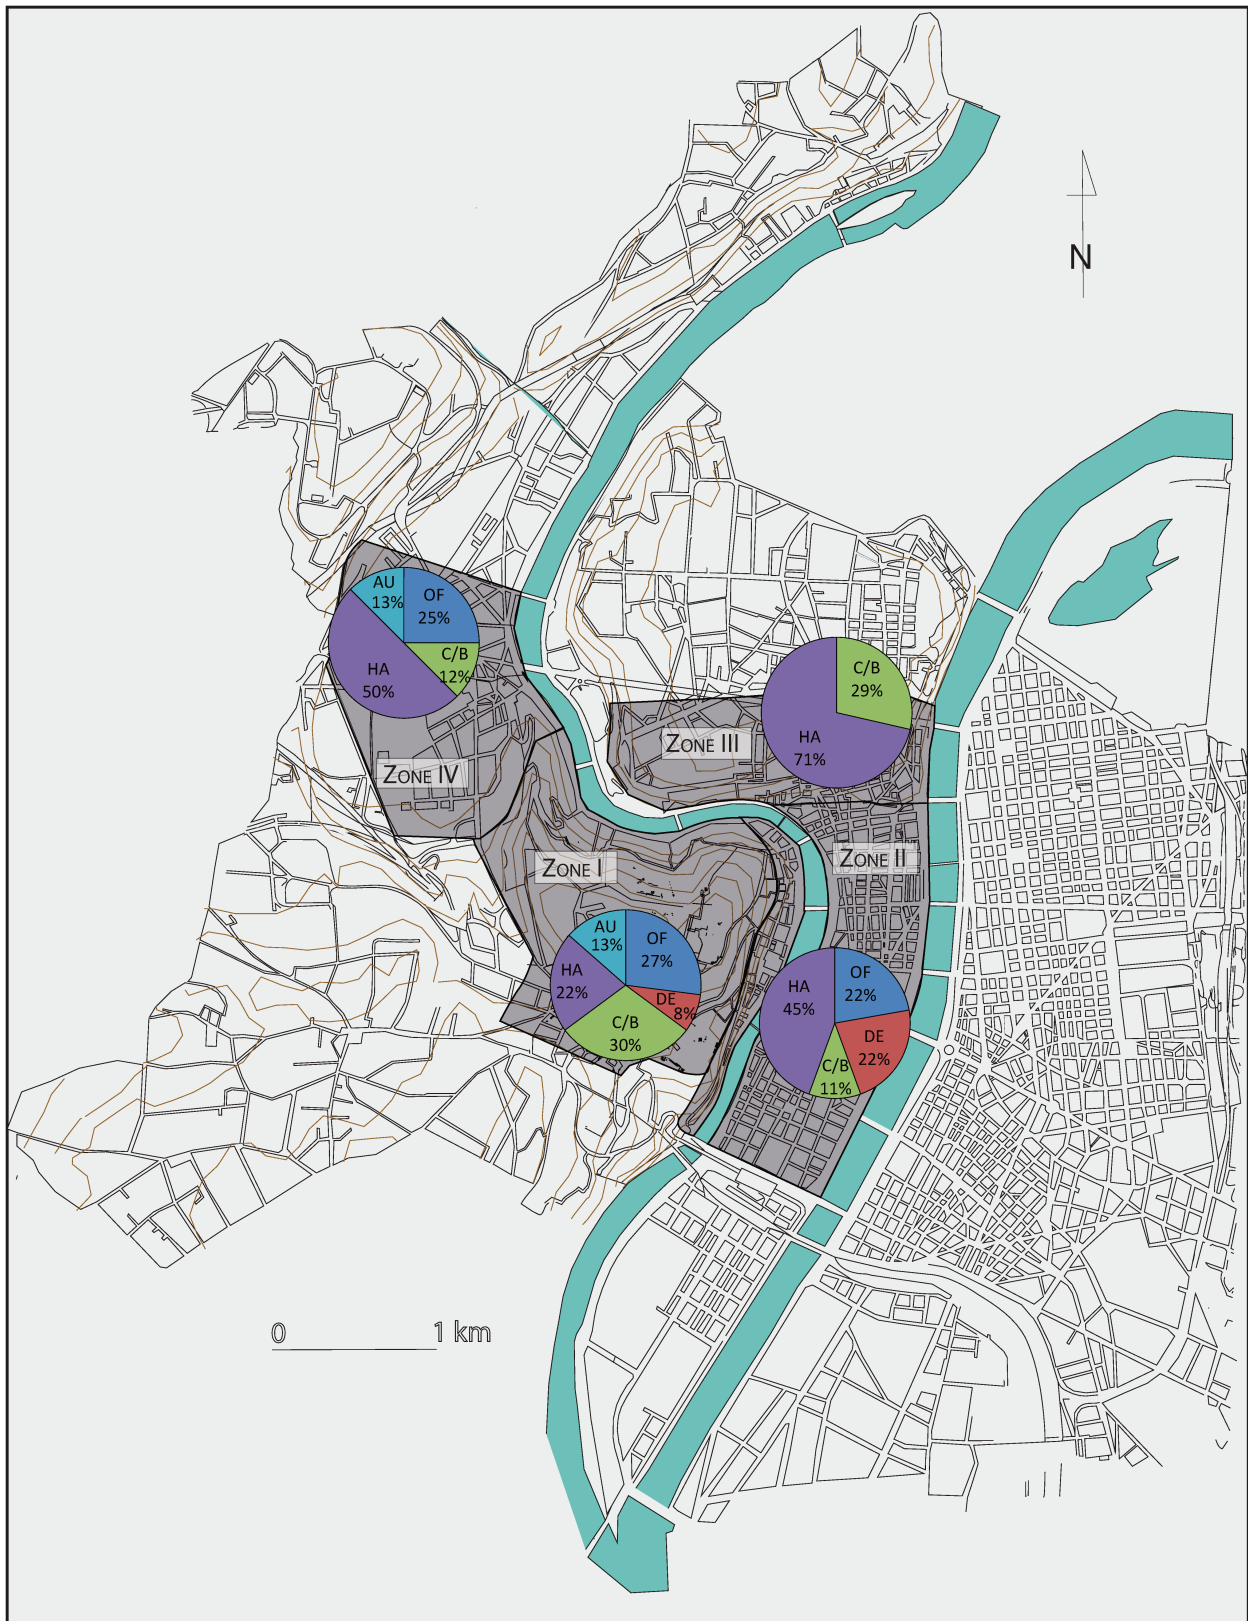 N
AU
13%
OF
25%
C/B
12%
HA
50%
ZONE IV
C/B
29%
HA
71%
ZONE III
ZONE II
ZONE I
AU
13%
OF
27%
HA
22%
DE
8%
C/B
30%
HA
45%
OF
22%
DE
22%
C/B
11%
0 1 km